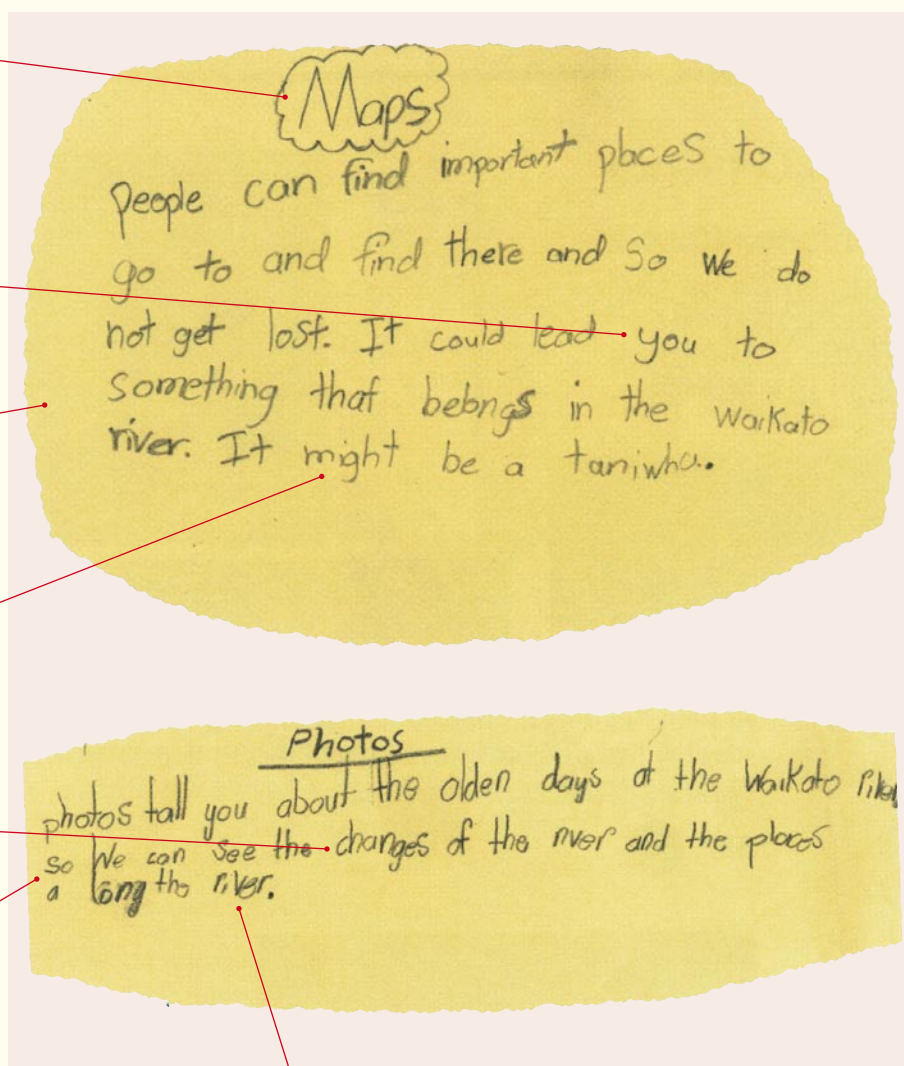 Maps
people can find important places to
go to and find there and so we do
not get lost. It could lead you to
something that belongs in the waikato
river. It might be a taniwha.
Photos
photos tall you about the olden days at the Waikato river
so We can see the changes of the river and the places
a long the river.